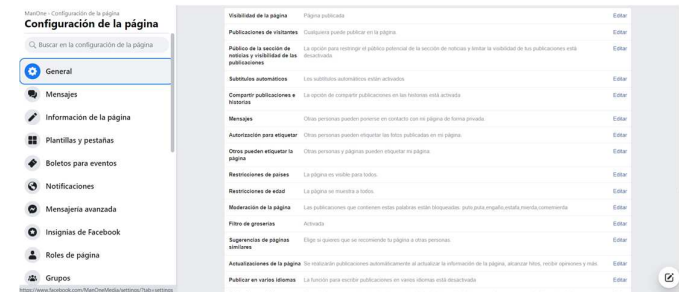 ManOne · Configuración de la página
Configuración de la página
Buscar en la configuración de la página
General
Mensajes
Información de la página
Plantillas y pestañas
Boletos para eventos
Notificaciones
Mensajería avanzada
Insignias de Facebook
Roles de página
Grupos
https://www.facebook.com/ManOneMedia/settings/?tab=settings
Visibilidad de la página Página publicada Editar
Publicaciones de visitantes Cualquiera puede publicar en la página Editar
Público de la sección de La opción para restringir el público potencial de la sección de noticias y limitar la visibilidad de tus publicaciones está Editar
noticias y visibilidad de las desactivada
publicaciones
Subtítulos automáticos Los subtítulos automáticos están activados Editar
Compartir publicaciones e La opción de compartir publicaciones en las historias está activada Editar
historias
Mensajes Otras personas pueden ponerse en contacto con mi página de forma privada. Editar
Autorización para etiquetar Otras personas pueden etiquetar las fotos publicadas en mi página Editar
Otros pueden etiquetar la Otras personas y páginas pueden etiquetar mi página. Editar
página
Restricciones de países La página es visible para todos. Editar
Restricciones de edad La página se muestra a todos. Editar
Moderación de la página Las publicaciones que contienen estas palabras están bloqueadas: puto,puta,engaño,estafa,mierda,comemierda Editar
Filtro de groserías Activada Editar
Sugerencias de páginas Elige si quieres que se recomiende tu página a otras personas Editar
similares
Actualizaciones de la página Se realizarán publicaciones automáticamente al actualizar la información de la página, alcanzar hitos, recibir opiniones y más. Editar
Publicar en varios idiomas La función para escribir publicaciones en varios idiomas está desactivada Editar